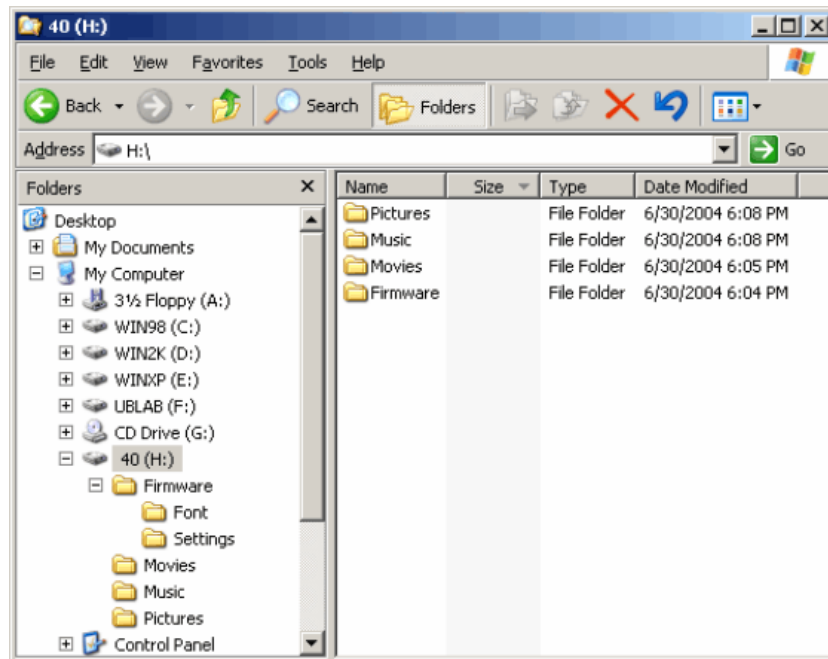 40 (H:)
File Edit View Favorites Tools Help
Back Search Folders
Address H:\ Go
Folders
Desktop
My Documents
My Computer
3½ Floppy (A:)
WIN98 (C:)
WIN2K (D:)
WINXP (E:)
UBLAB (F:)
CD Drive (G:)
40 (H:)
Firmware
Font
Settings
Movies
Music
Pictures
Control Panel
Name Size Type Date Modified
Pictures File Folder 6/30/2004 6:08 PM
Music File Folder 6/30/2004 6:08 PM
Movies File Folder 6/30/2004 6:05 PM
Firmware File Folder 6/30/2004 6:04 PM